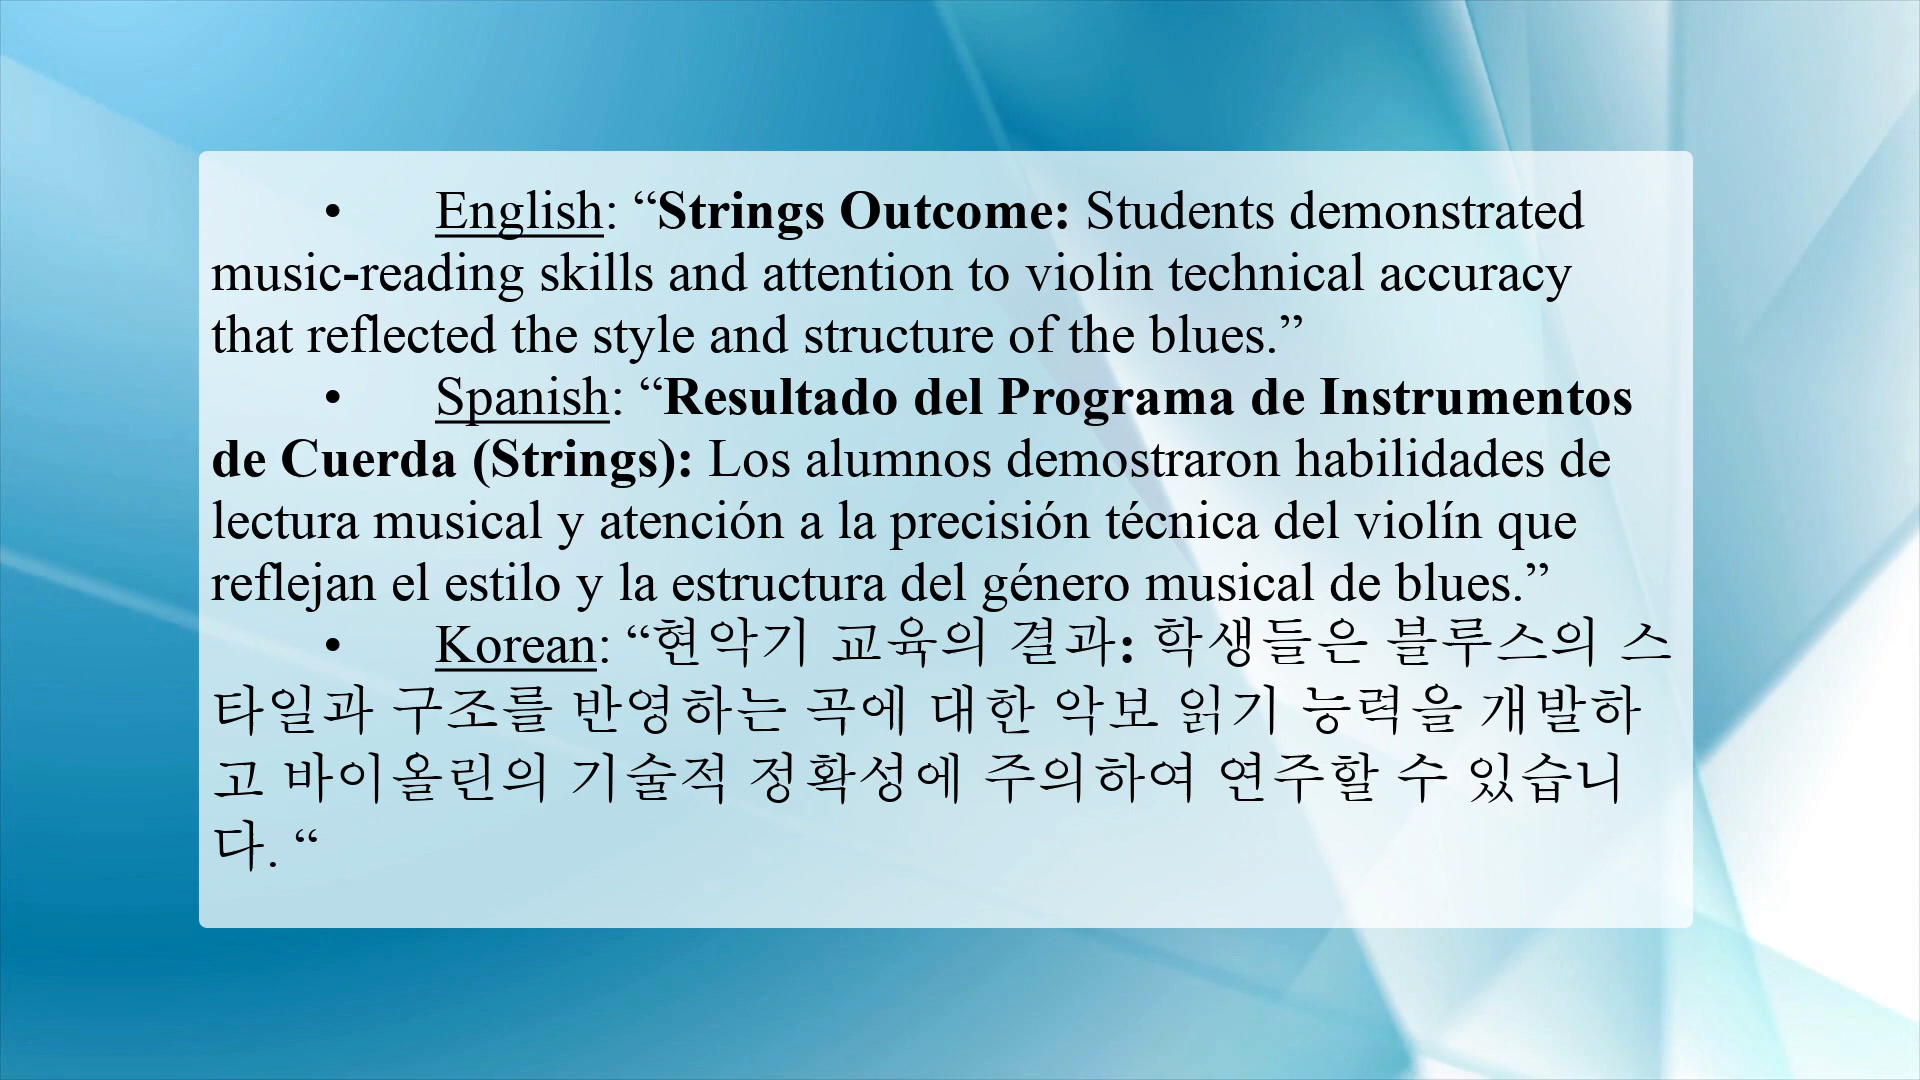 • English: “Strings Outcome: Students demonstrated
music-reading skills and attention to violin technical accuracy
that reflected the style and structure of the blues.”
• Spanish: “Resultado del Programa de Instrumentos
de Cuerda (Strings): Los alumnos demostraron habilidades de
lectura musical y atención a la precisión técnica del violín que
reflejan el estilo y la estructura del género musical de blues.”
• Korean: “현악기 교육의 결과: 학생들은 블루스의 스
타일과 구조를 반영하는 곡에 대한 악보 읽기 능력을 개발하
고 바이올린의 기술적 정확성에 주의하여 연주할 수 있습니
다. “